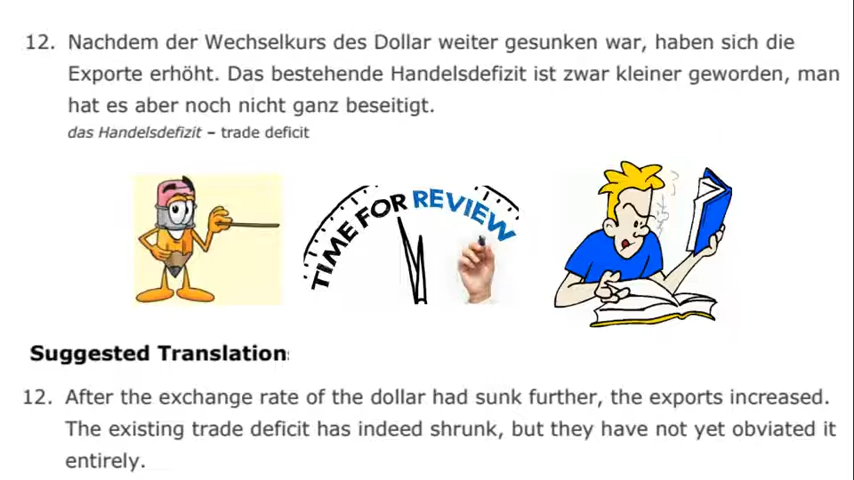 12. Nachdem der Wechselkurs des Dollar weiter gesunken war, haben sich die
Exporte erhöht. Das bestehende Handelsdefizit ist zwar kleiner geworden, man
hat es aber noch nicht ganz beseitigt.
das Handelsdefizit – trade deficit
TIME FOR REVIEW
Suggested Translation:
12. After the exchange rate of the dollar had sunk further, the exports increased.
The existing trade deficit has indeed shrunk, but they have not yet obviated it
entirely.